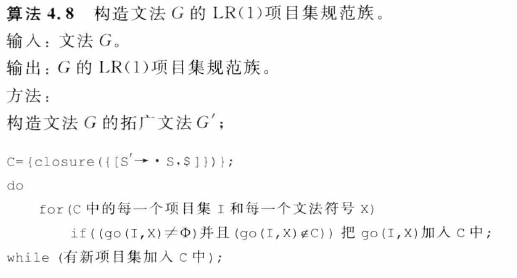 算法 4.8 构造文法 G 的 LR(1)项目集规范族。
输入：文法 G。
输出：G 的 LR(1)项目集规范族。
方法：
构造文法 G 的拓广文法 G′；
C={closure({[S′→·S,$]})};
do
for(C 中的每一个项目集 I 和每一个文法符号 X)
if((go(I,X)≠Φ)并且(go(I,X)∉C)) 把 go(I,X)加入 C 中;
while (有新项目集加入 C 中);